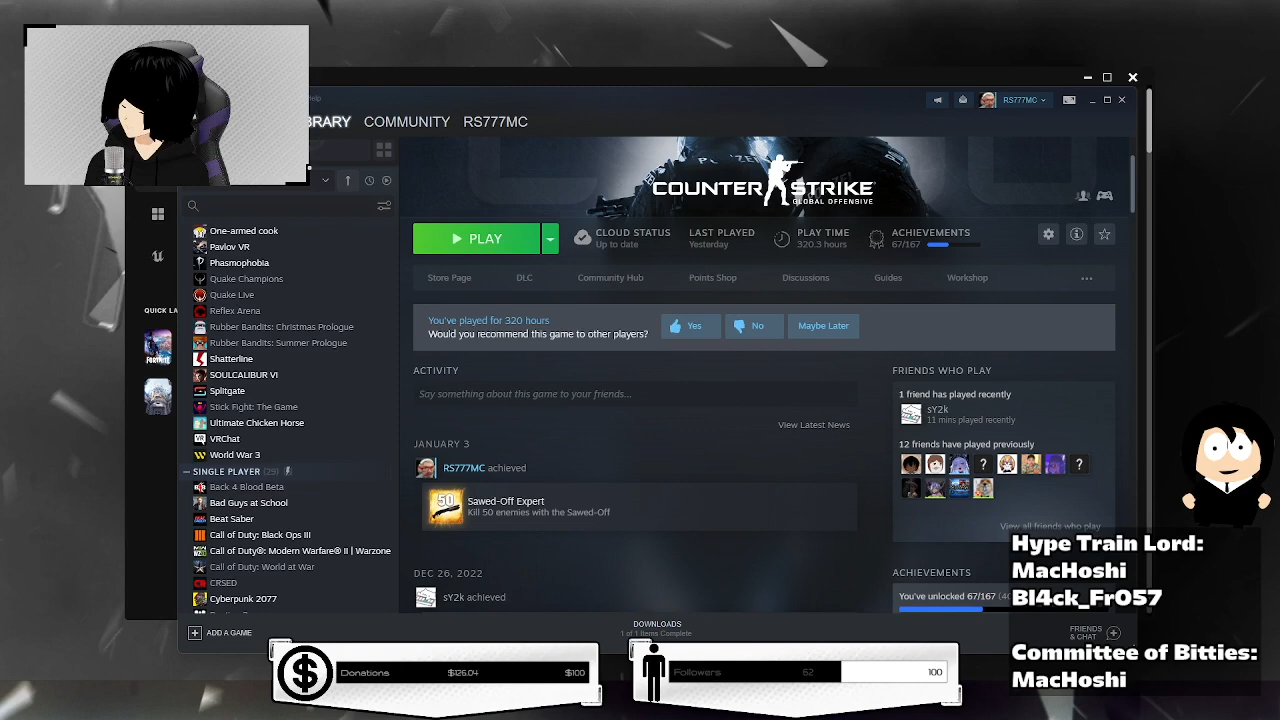 Help
RS777MC
BRARY COMMUNITY RS777MC
COUNTER STRIKE
GLOBAL OFFENSIVE
PLAY
CLOUD STATUS
Up to date
LAST PLAYED
Yesterday
PLAY TIME
320.3 hours
ACHIEVEMENTS
67/167
Store Page DLC Community Hub Points Shop Discussions Guides Workshop
You've played for 320 hours
Would you recommend this game to other players?
Yes No Maybe Later
ACTIVITY
Say something about this game to your friends...
View Latest News
JANUARY 3
RS777MC achieved
50
Sawed-Off Expert
Kill 50 enemies with the Sawed-Off
DEC 26, 2022
sY2k achieved
FRIENDS WHO PLAY
1 friend has played recently
sY2k
11 mins played recently
12 friends have played previously
View all friends who play
ACHIEVEMENTS
You've unlocked 67/167
QUICK LA
FORTNITE
One-armed cook
Pavlov VR
Phasmophobia
Quake Champions
Quake Live
Reflex Arena
Rubber Bandits: Christmas Prologue
Rubber Bandits: Summer Prologue
Shatterline
SOULCALIBUR VI
Splitgate
Stick Fight: The Game
Ultimate Chicken Horse
VRChat
World War 3
SINGLE PLAYER (29)
Back 4 Blood Beta
Bad Guys at School
Beat Saber
Call of Duty: Black Ops III
Call of Duty®: Modern Warfare® II | Warzone
Call of Duty: World at War
CRSED
Cyberpunk 2077
ADD A GAME
DOWNLOADS
1 of 1 Items Complete
FRIENDS
& CHAT
Hype Train Lord:
MacHoshi
Bl4ck_Fr057
Committee of Bitties:
MacHoshi
Donations $126.04 $100
Followers 62 100